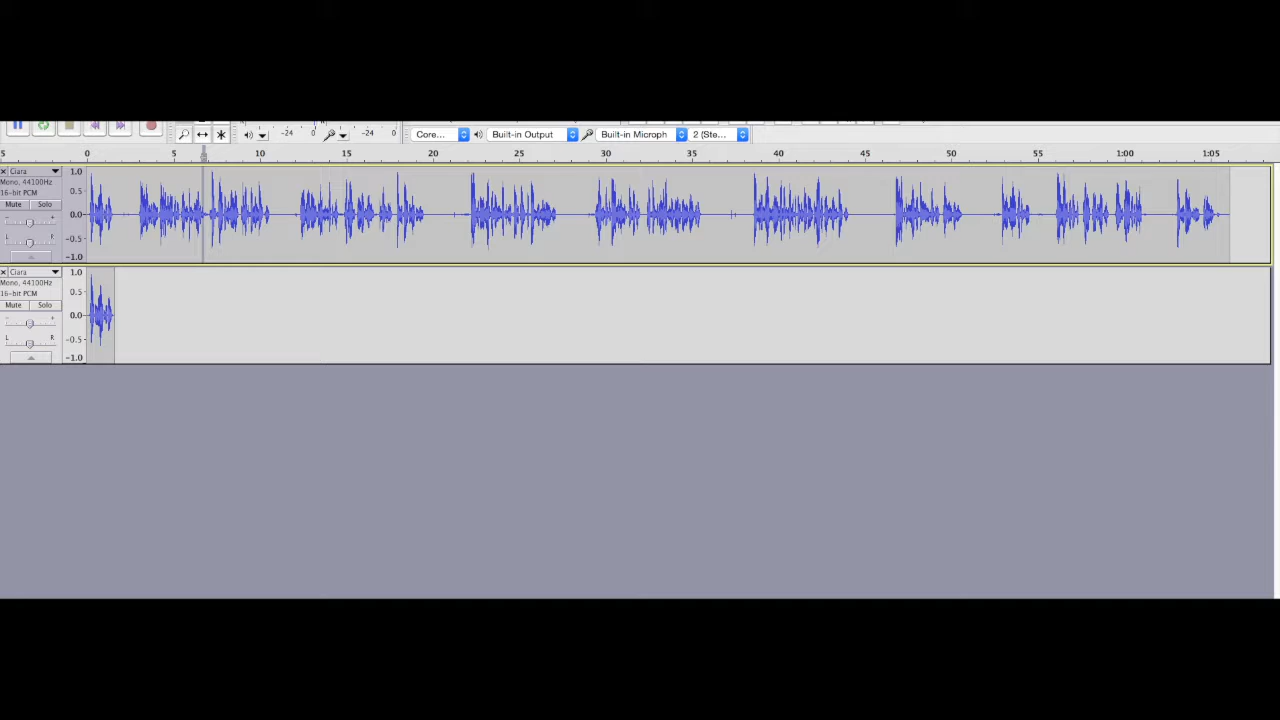 -24 0 -24 0 Core... Built-in Output Built-in Microph 2 (Ste...
5 0 5 10 15 20 25 30 35 40 45 50 55 1:00 1:05
Ciara
Mono, 44100Hz
16-bit PCM
Mute Solo
- +
L R
1.0
0.5
0.0
-0.5
-1.0
Ciara
Mono, 44100Hz
16-bit PCM
Mute Solo
- +
L R
1.0
0.5
0.0
-0.5
-1.0